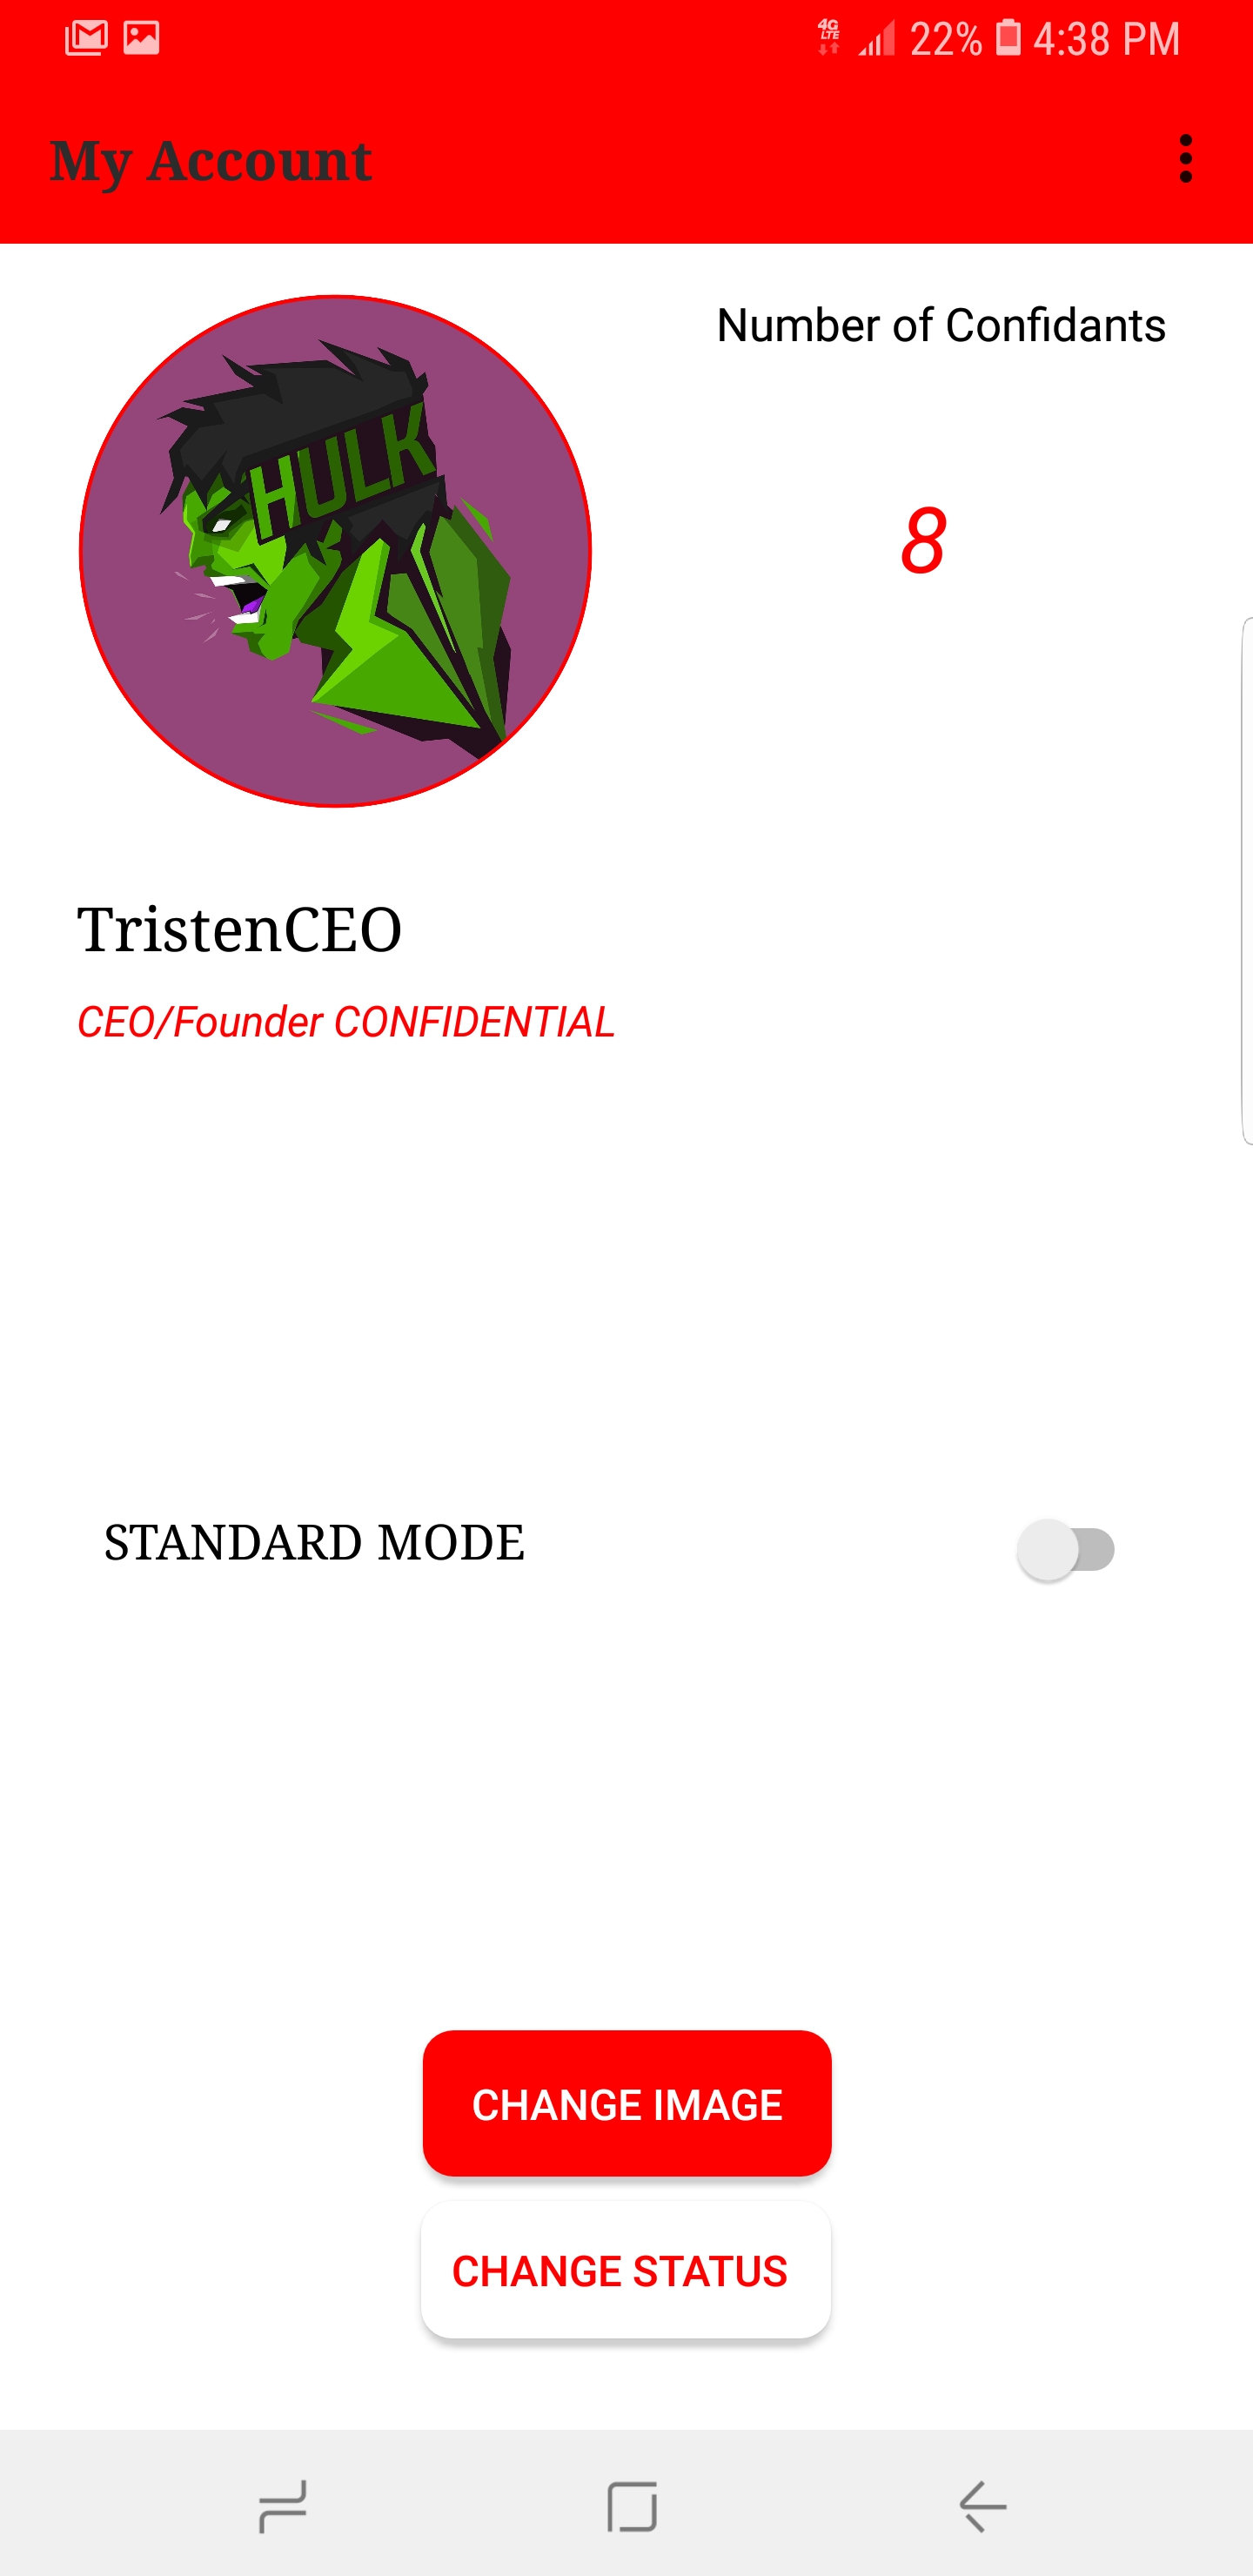 4G LTE 22% 4:38 PM
My Account
Number of Confidants
HULK
8
TristenCEO
CEO/Founder CONFIDENTIAL
STANDARD MODE
CHANGE IMAGE
CHANGE STATUS